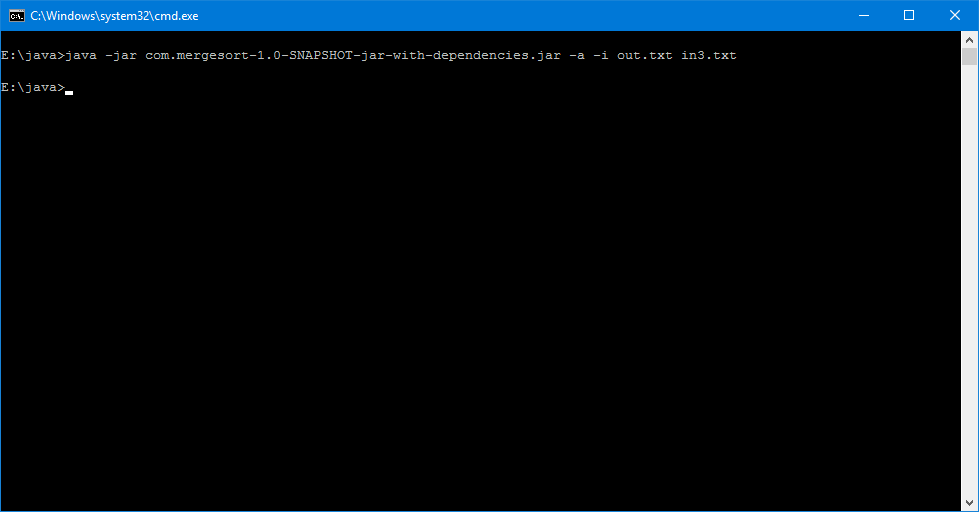 C:\Windows\system32\cmd.exe
E:\java>java -jar com.mergesort-1.0-SNAPSHOT-jar-with-dependencies.jar -a -i out.txt in3.txt
E:\java>